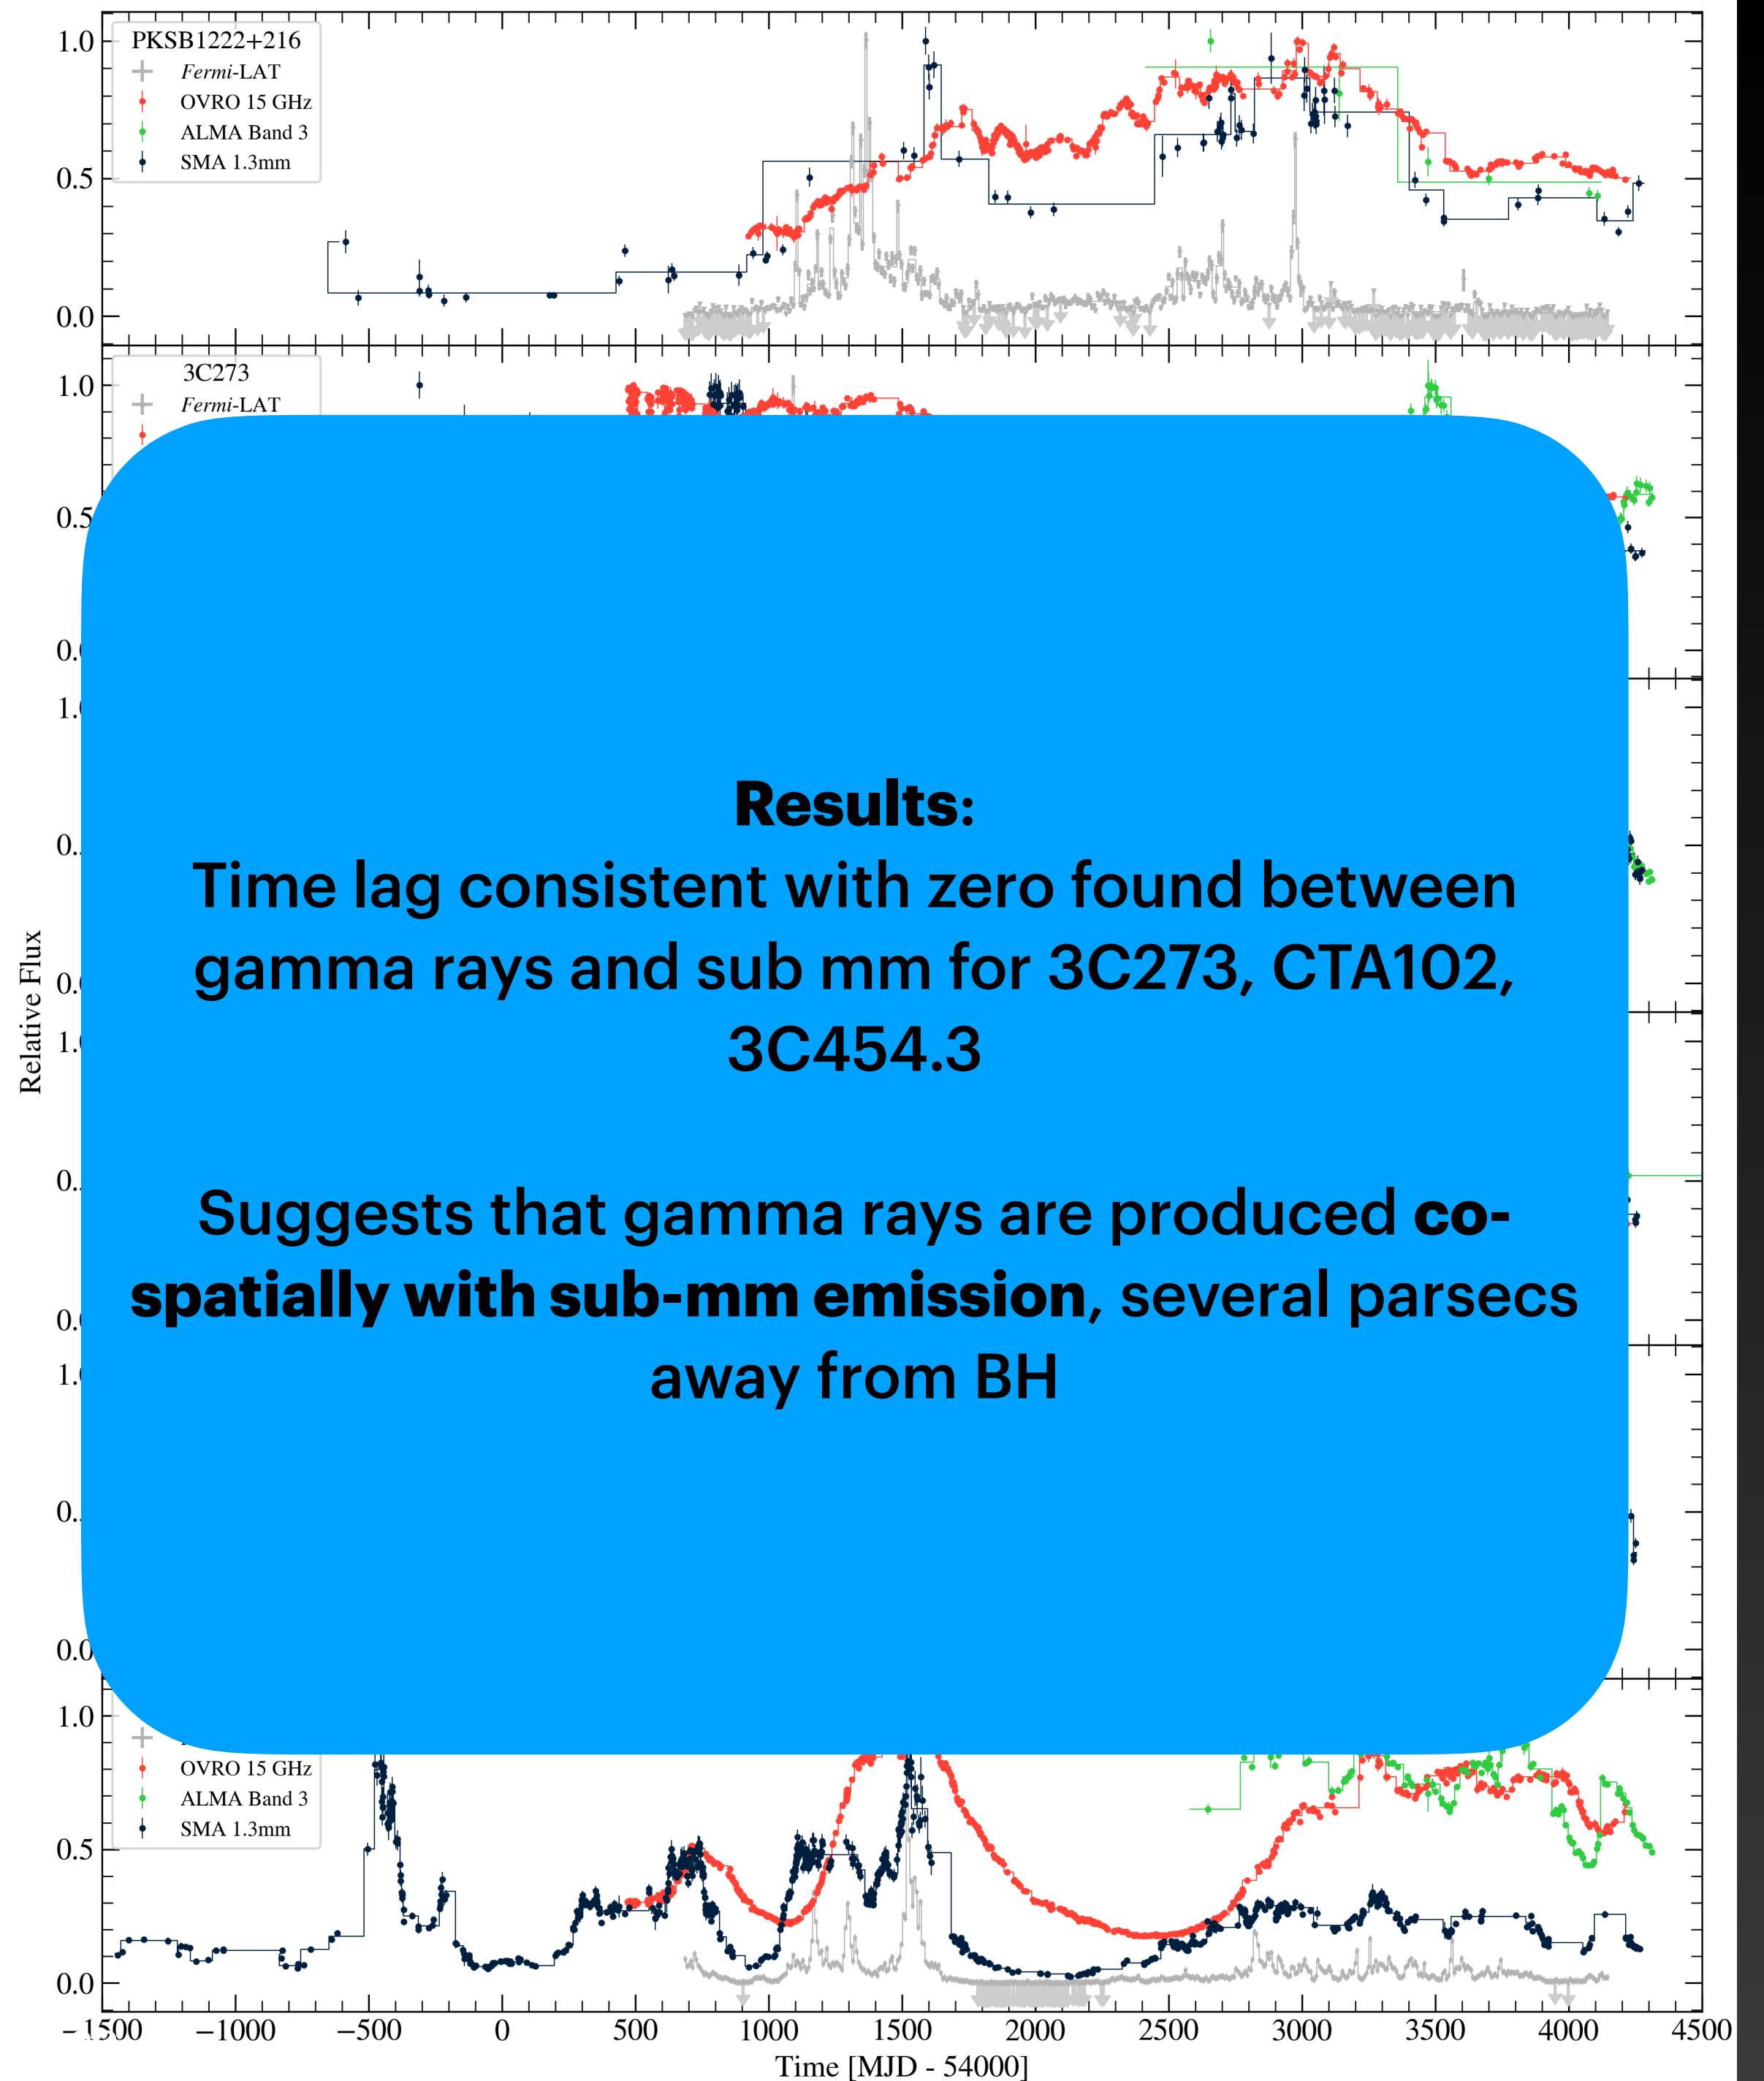 PKSB1222+216
Fermi-LAT
OVRO 15 GHz
ALMA Band 3
SMA 1.3mm
1.0
0.5
0.0
3C273
Fermi-LAT
1.0
0.5
Results:
Time lag consistent with zero found between
gamma rays and sub mm for 3C273, CTA102,
3C454.3
Suggests that gamma rays are produced co-
spatially with sub-mm emission, several parsecs
away from BH
Relative Flux
OVRO 15 GHz
ALMA Band 3
SMA 1.3mm
1.0
0.5
0.0
−1500 −1000 −500 0 500 1000 1500 2000 2500 3000 3500 4000 4500
Time [MJD - 54000]